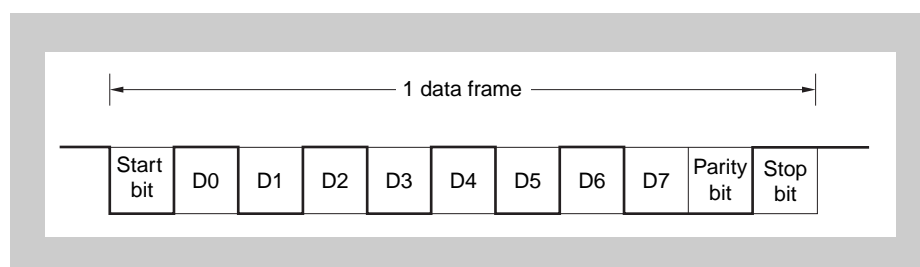 1 data frame
Start
bit
D0
D1
D2
D3
D4
D5
D6
D7
Parity
bit
Stop
bit